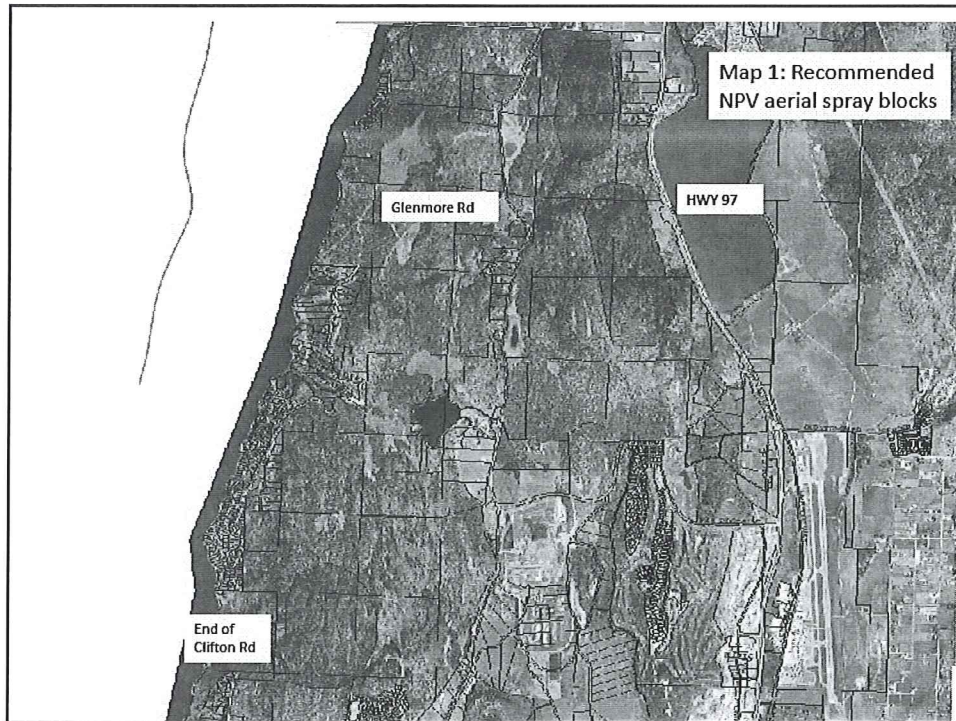 Map 1: Recommended
NPV aerial spray blocks
Glenmore Rd
HWY 97
End of
Clifton Rd